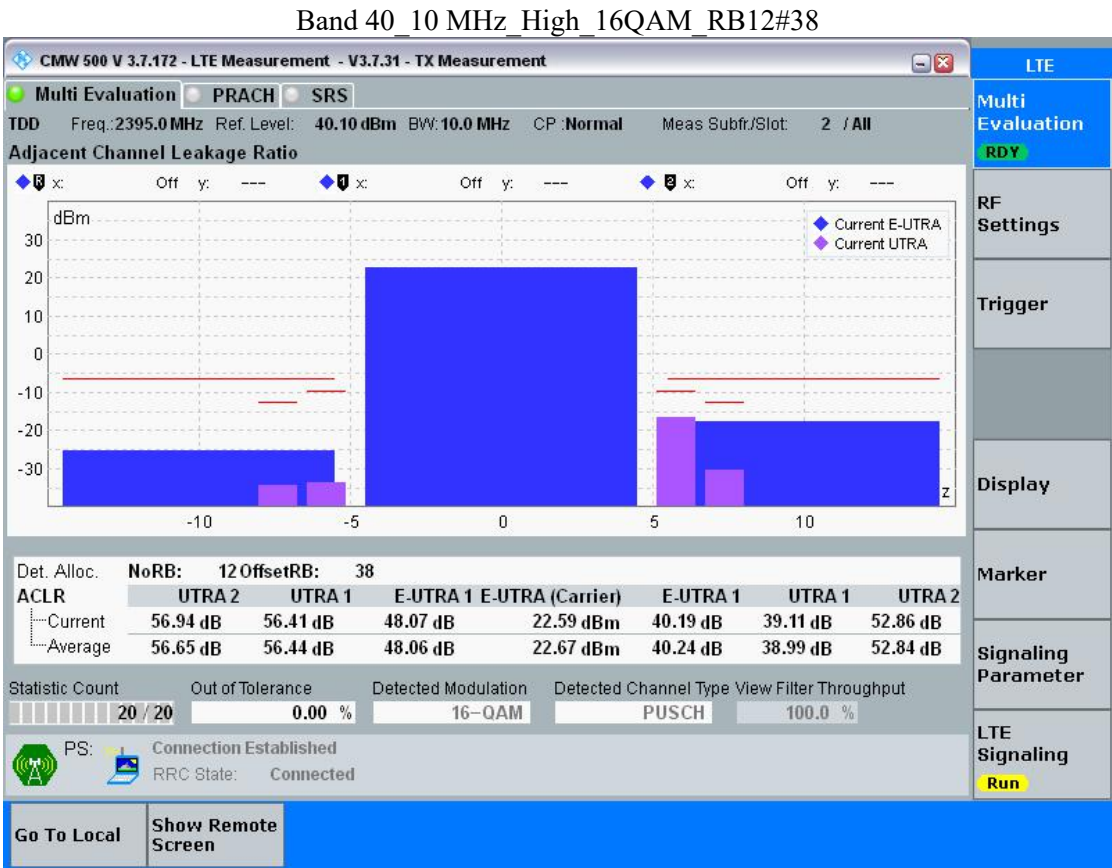 Band 40_10 MHz_High_16QAM_RB12#38
CMW 500 V 3.7.172 - LTE Measurement - V3.7.31 - TX Measurement
LTE
Multi Evaluation PRACH SRS
TDD Freq.:2395.0 MHz Ref. Level: 40.10 dBm BW: 10.0 MHz CP :Normal Meas Subfr./Slot: 2 / All
Adjacent Channel Leakage Ratio
R x: Off y: --- 1 x: Off y: --- 2 x: Off y: ---
dBm
Current E-UTRA
Current UTRA
30
20
10
0
-10
-20
-30
z
-10 -5 0 5 10
Det. Alloc. NoRB: 12 OffsetRB: 38
ACLR UTRA 2 UTRA 1 E-UTRA 1 E-UTRA (Carrier) E-UTRA 1 UTRA 1 UTRA 2
Current 56.94 dB 56.41 dB 48.07 dB 22.59 dBm 40.19 dB 39.11 dB 52.86 dB
Average 56.65 dB 56.44 dB 48.06 dB 22.67 dBm 40.24 dB 38.99 dB 52.84 dB
Statistic Count Out of Tolerance Detected Modulation Detected Channel Type View Filter Throughput
20 / 20 0.00 % 16-QAM PUSCH 100.0 %
PS: Connection Established
RRC State: Connected
Multi
Evaluation
RDY
RF
Settings
Trigger
Display
Marker
Signaling
Parameter
LTE
Signaling
Run
Go To Local
Show Remote
Screen